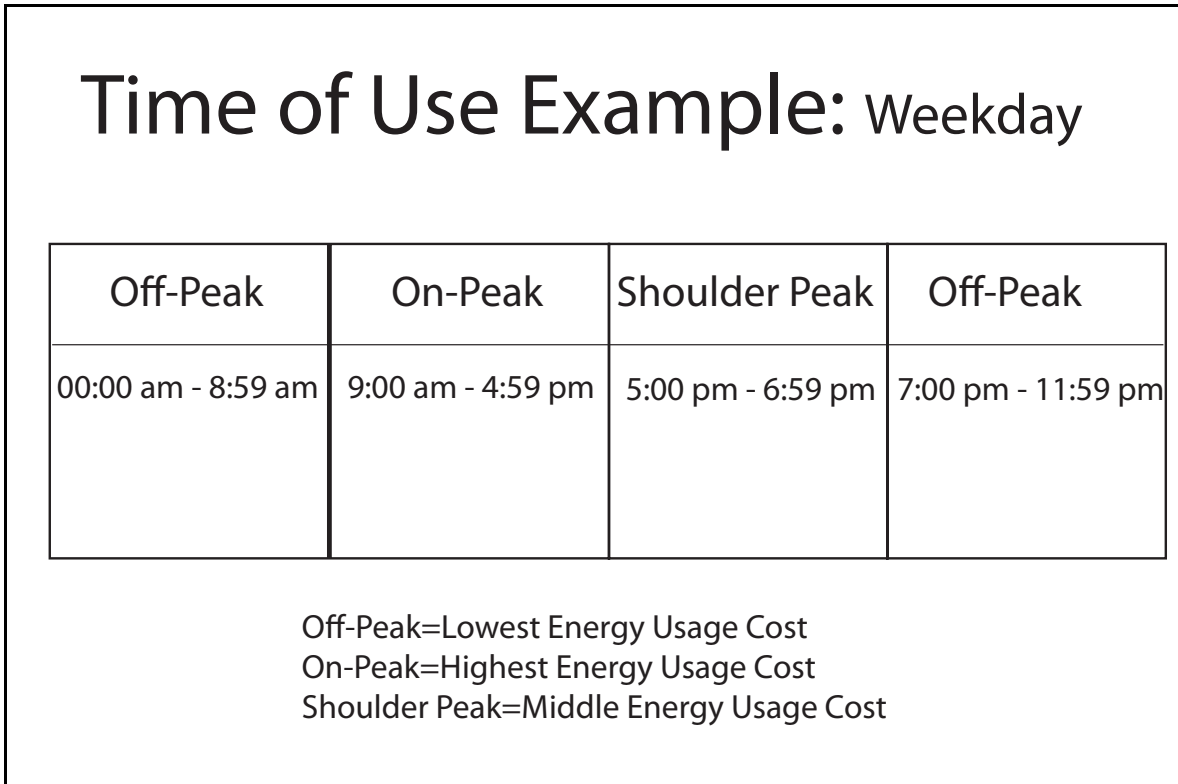 Time of Use Example: Weekday
Off-Peak On-Peak Shoulder Peak Off-Peak
00:00 am - 8:59 am 9:00 am - 4:59 pm 5:00 pm - 6:59 pm 7:00 pm - 11:59 pm
Off-Peak=Lowest Energy Usage Cost
On-Peak=Highest Energy Usage Cost
Shoulder Peak=Middle Energy Usage Cost